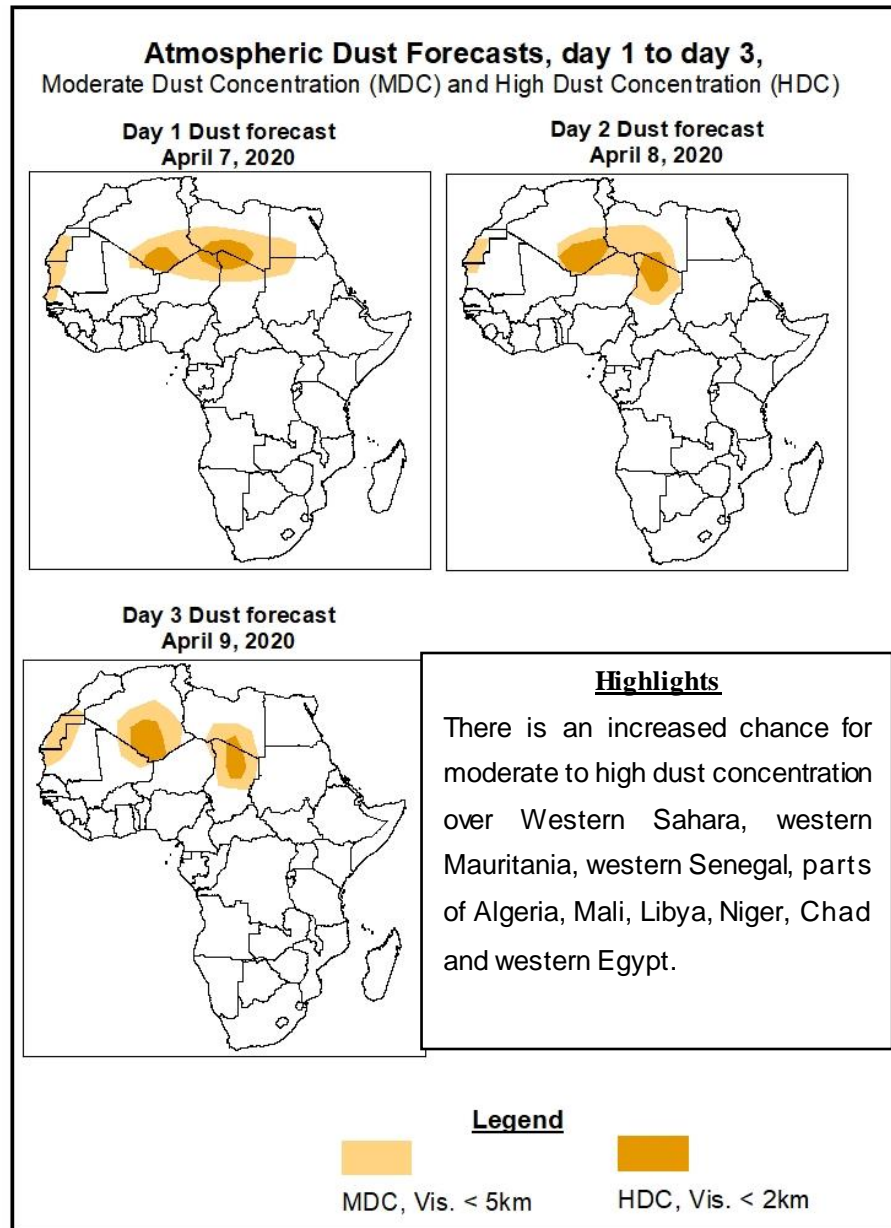 Atmospheric Dust Forecasts, day 1 to day 3,
Moderate Dust Concentration (MDC) and High Dust Concentration (HDC)
Day 1 Dust forecast
April 7, 2020
Day 2 Dust forecast
April 8, 2020
Day 3 Dust forecast
April 9, 2020
Highlights
There is an increased chance for
moderate to high dust concentration
over Western Sahara, western
Mauritania, western Senegal, parts
of Algeria, Mali, Libya, Niger, Chad
and western Egypt.
Legend
MDC, Vis. < 5km
HDC, Vis. < 2km